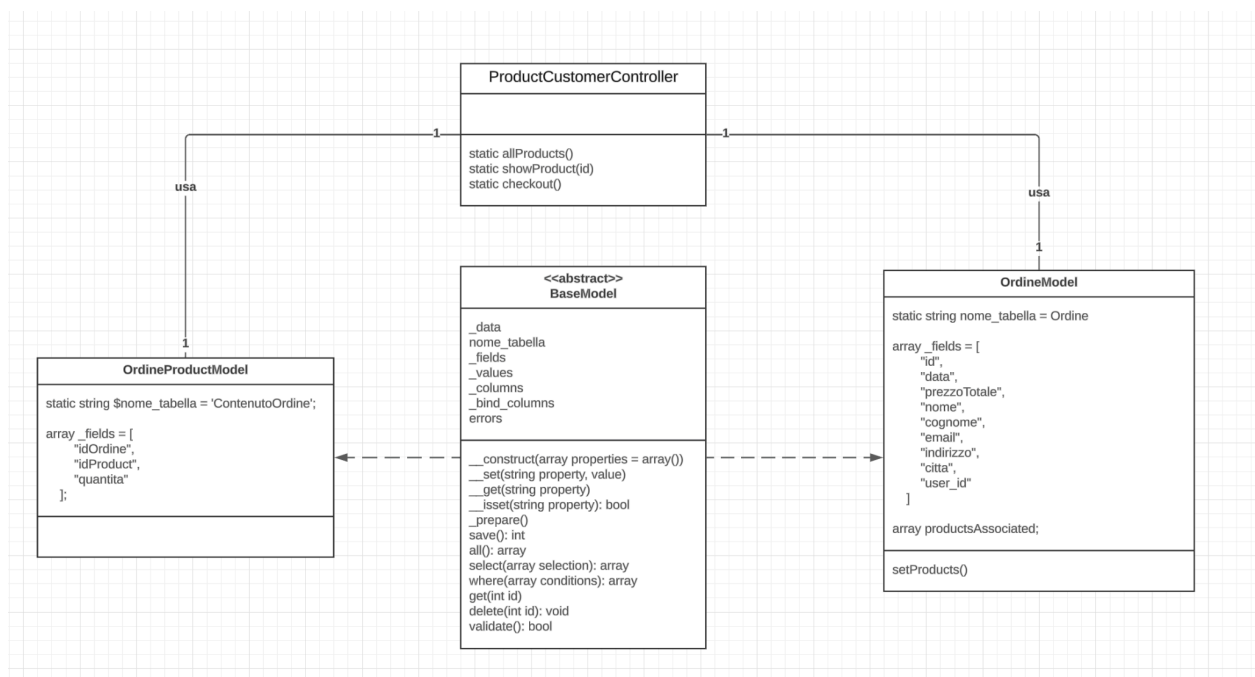 ProductCustomerController
static allProducts()
static showProduct(id)
static checkout()
1
1
usa
usa
1
1
<<abstract>>
BaseModel
_data
nome_tabella
_fields
_values
_columns
_bind_columns
errors
__construct(array properties = array())
__set(string property, value)
__get(string property)
__isset(string property): bool
_prepare()
save(): int
all(): array
select(array selection): array
where(array conditions): array
get(int id)
delete(int id): void
validate(): bool
OrdineProductModel
static string $nome_tabella = 'ContenutoOrdine';
array _fields = [
"idOrdine",
"idProduct",
"quantita"
];
OrdineModel
static string nome_tabella = Ordine
array _fields = [
"id",
"data",
"prezzoTotale",
"nome",
"cognome",
"email",
"indirizzo",
"citta",
"user_id"
]
array productsAssociated;
setProducts()